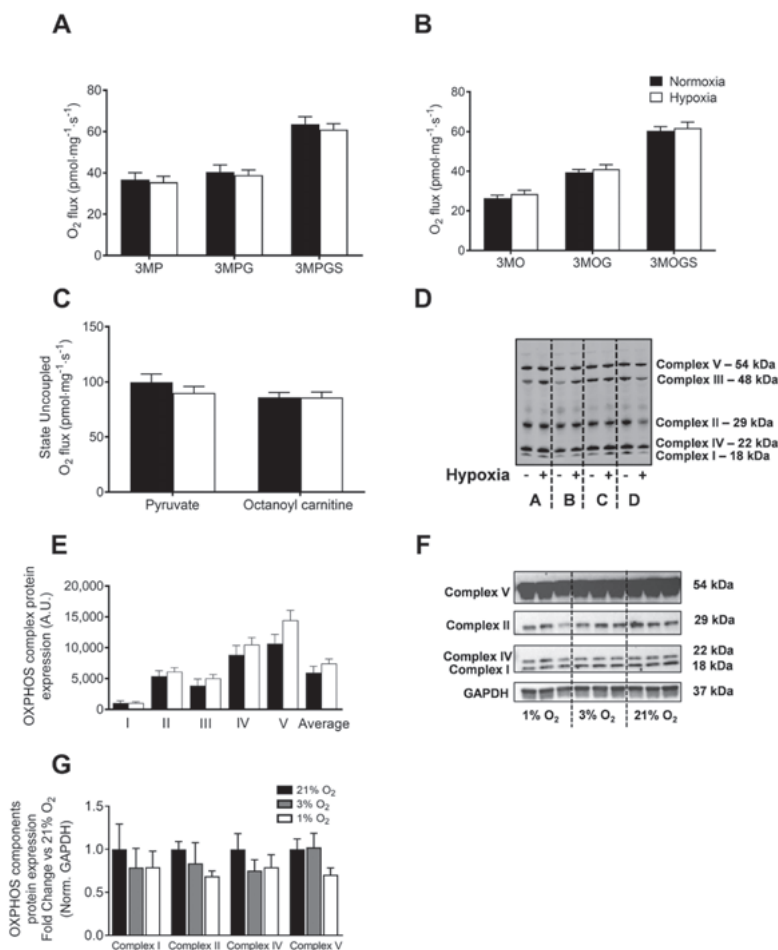 A
O2 flux (pmol·mg−1·s−1)
80
60
40
20
0
3MP 3MPG 3MPGS
B
Normoxia
Hypoxia
O2 flux (pmol·mg−1·s−1)
80
60
40
20
0
3MO 3MOG 3MOGS
C
State Uncoupled
O2 flux (pmol·mg−1·s−1)
150
100
50
0
Pyruvate Octanoyl carnitine
D
Complex V – 54 kDa
Complex III – 48 kDa
Complex II – 29 kDa
Complex IV – 22 kDa
Complex I – 18 kDa
Hypoxia - + - + - + - +
A B C D
E
OXPHOS complex protein
expression (A.U.)
20,000
15,000
10,000
5,000
0
I II III IV V Average
F
Complex V 54 kDa
Complex II 29 kDa
Complex IV 22 kDa
Complex I 18 kDa
GAPDH 37 kDa
1% O2 3% O2 21% O2
G
21% O2
3% O2
1% O2
OXPHOS components
protein expression
Fold Change vs 21% O2
(Norm. GAPDH)
1.5
1.0
0.5
0.0
Complex I Complex II Complex IV Complex V